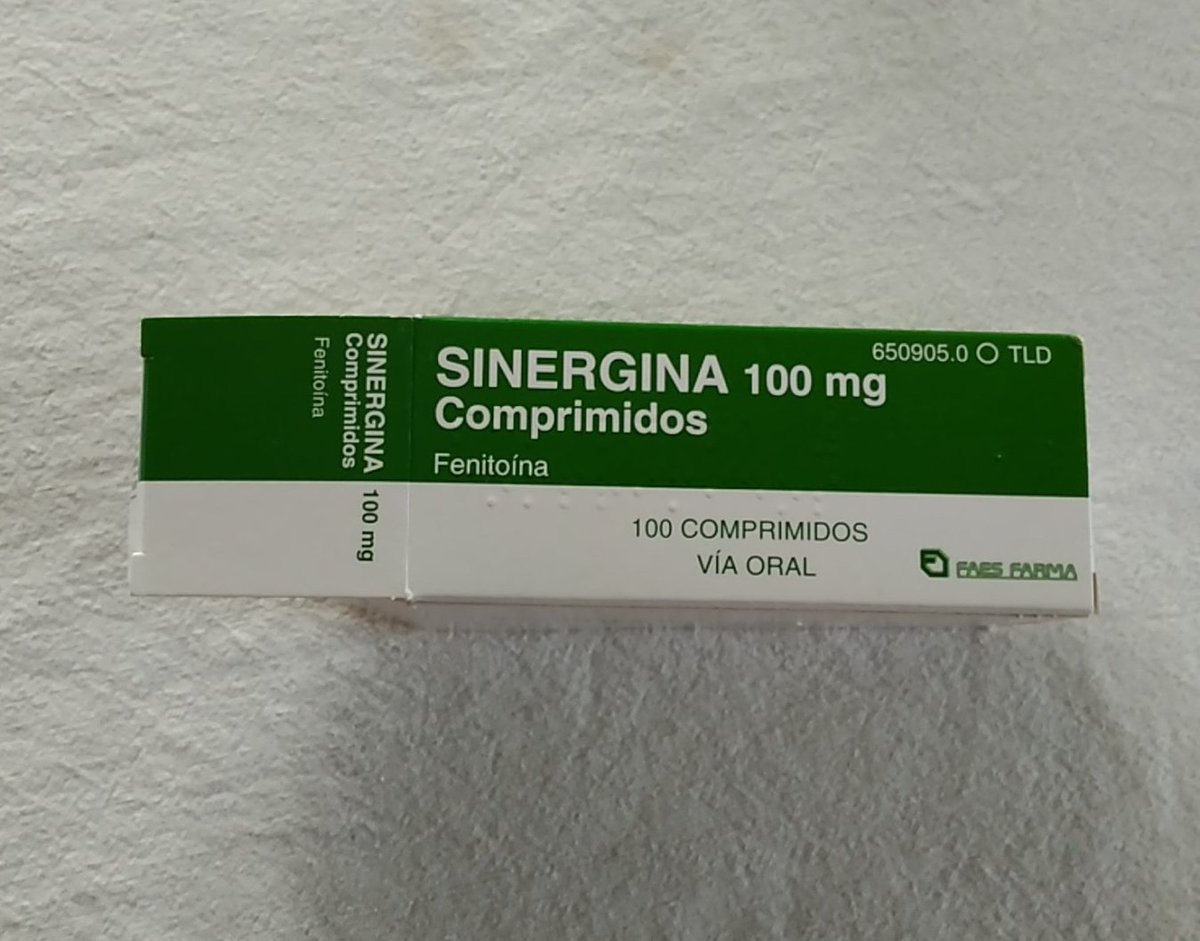 SINERGINA 100 mg
Comprimidos
Fenitoína
650905.0 O TLD
SINERGINA 100 mg
Comprimidos
Fenitoína
100 COMPRIMIDOS
VÍA ORAL
FAES FARMA